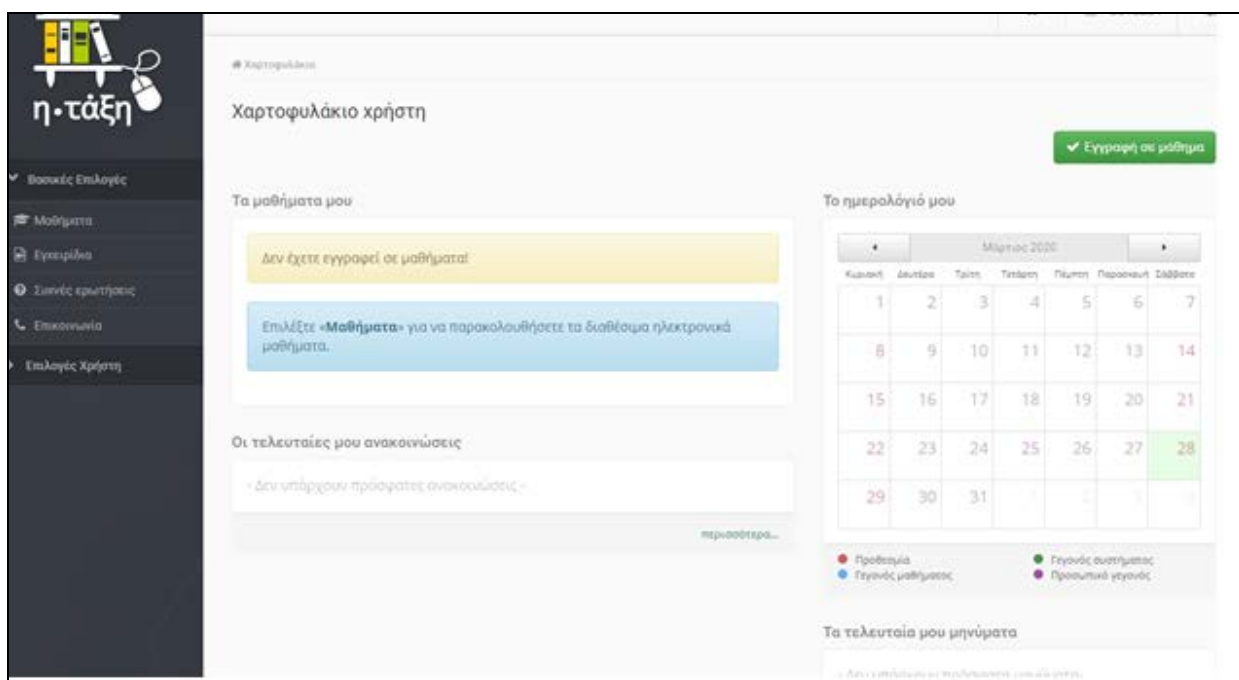 η•τάξη
Βασικές Επιλογές
Μαθήματα
Εγχειρίδια
Συχνές ερωτήσεις
Επικοινωνία
Επιλογές Χρήστη
Χαρτοφυλάκιο
Χαρτοφυλάκιο χρήστη
Εγγραφή σε μάθημα
Τα μαθήματα μου
Δεν έχετε εγγραφεί σε μαθήματα!
Επιλέξτε «Μαθήματα» για να παρακολουθήσετε τα διαθέσιμα ηλεκτρονικά
μαθήματα.
Οι τελευταίες μου ανακοινώσεις
- Δεν υπάρχουν πρόσφατες ανακοινώσεις -
περισσότερα...
Το ημερολόγιό μου
Μάρτιος 2020
Κυριακή Δευτέρα Τρίτη Τετάρτη Πέμπτη Παρασκευή Σάββατο
1 2 3 4 5 6 7
8 9 10 11 12 13 14
15 16 17 18 19 20 21
22 23 24 25 26 27 28
29 30 31
Προθεσμία
Γεγονός συστήματος
Γεγονός μαθήματος
Προσωπικό γεγονός
Τα τελευταία μου μηνύματα